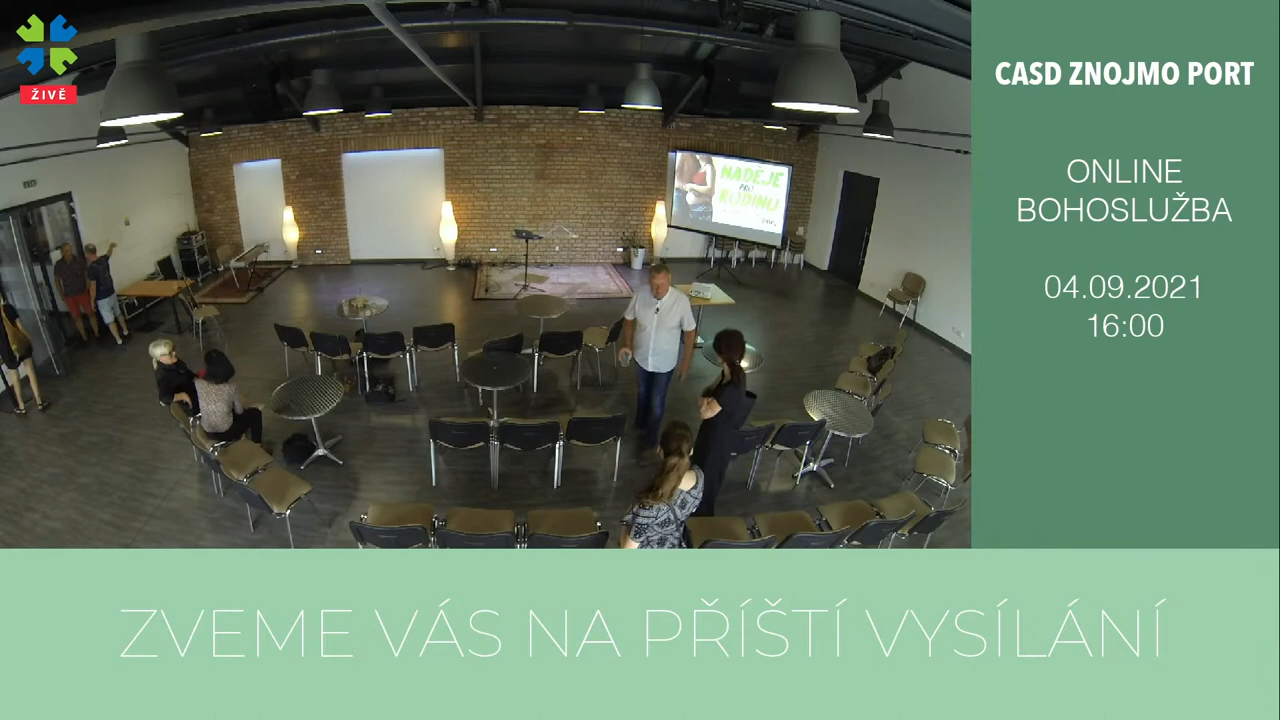 ŽIVĚ
CASD ZNOJMO PORT
ONLINE
BOHOSLUŽBA
04.09.2021
16:00
NADĚJE
PRO
RODINU
ZVEME VÁS NA PŘÍŠTÍ VYSÍLÁNÍ